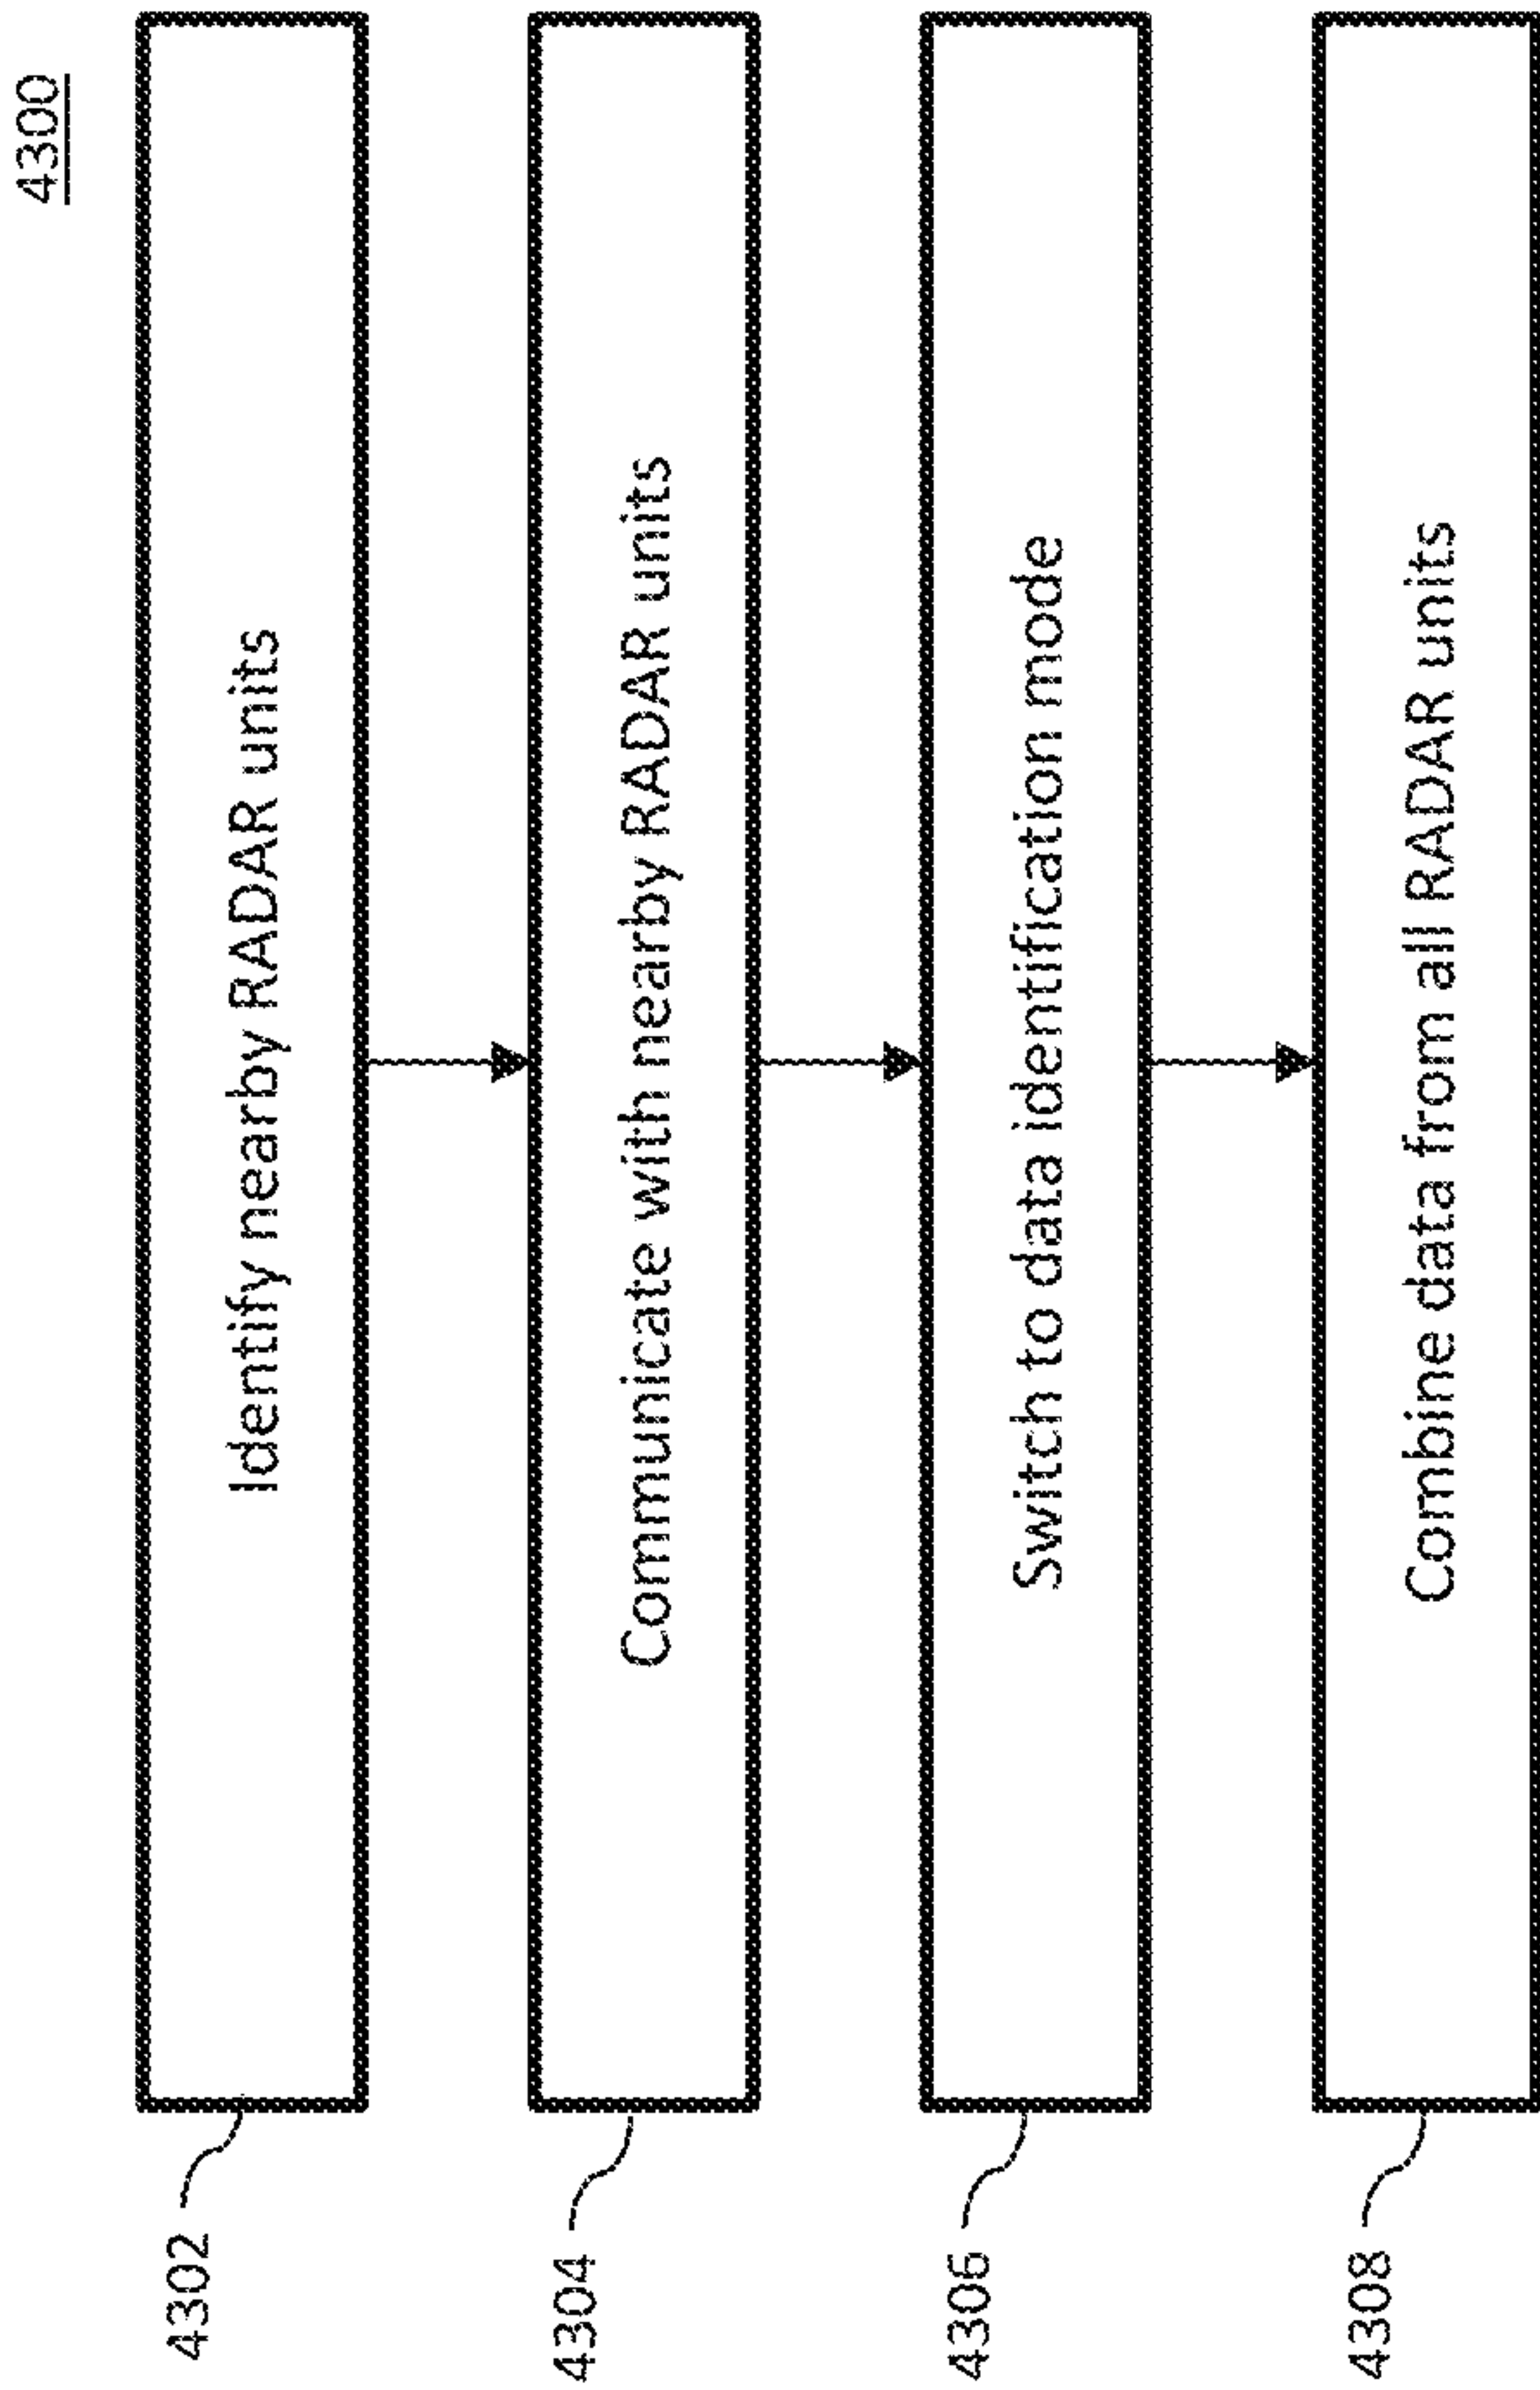 4300
4302
Identify nearby RADAR units
4304
Communicate with nearby RADAR units
4306
Switch to data identification mode
4308
Combine data from all RADAR units